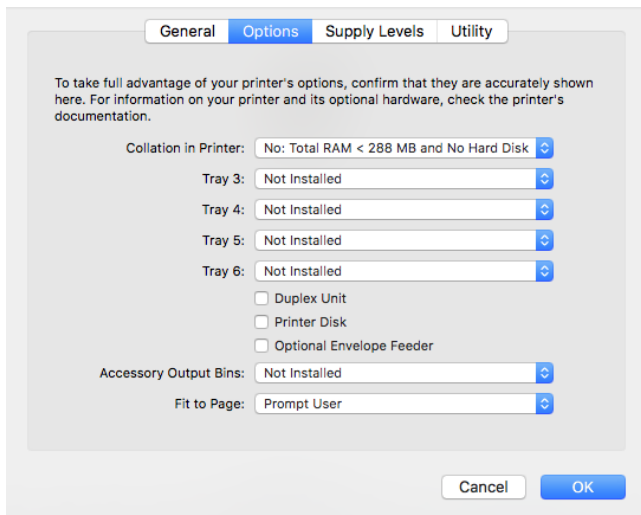 General Options Supply Levels Utility
To take full advantage of your printer's options, confirm that they are accurately shown
here. For information on your printer and its optional hardware, check the printer's
documentation.
Collation in Printer: No: Total RAM < 288 MB and No Hard Disk
Tray 3: Not Installed
Tray 4: Not Installed
Tray 5: Not Installed
Tray 6: Not Installed
Duplex Unit
Printer Disk
Optional Envelope Feeder
Accessory Output Bins: Not Installed
Fit to Page: Prompt User
Cancel OK